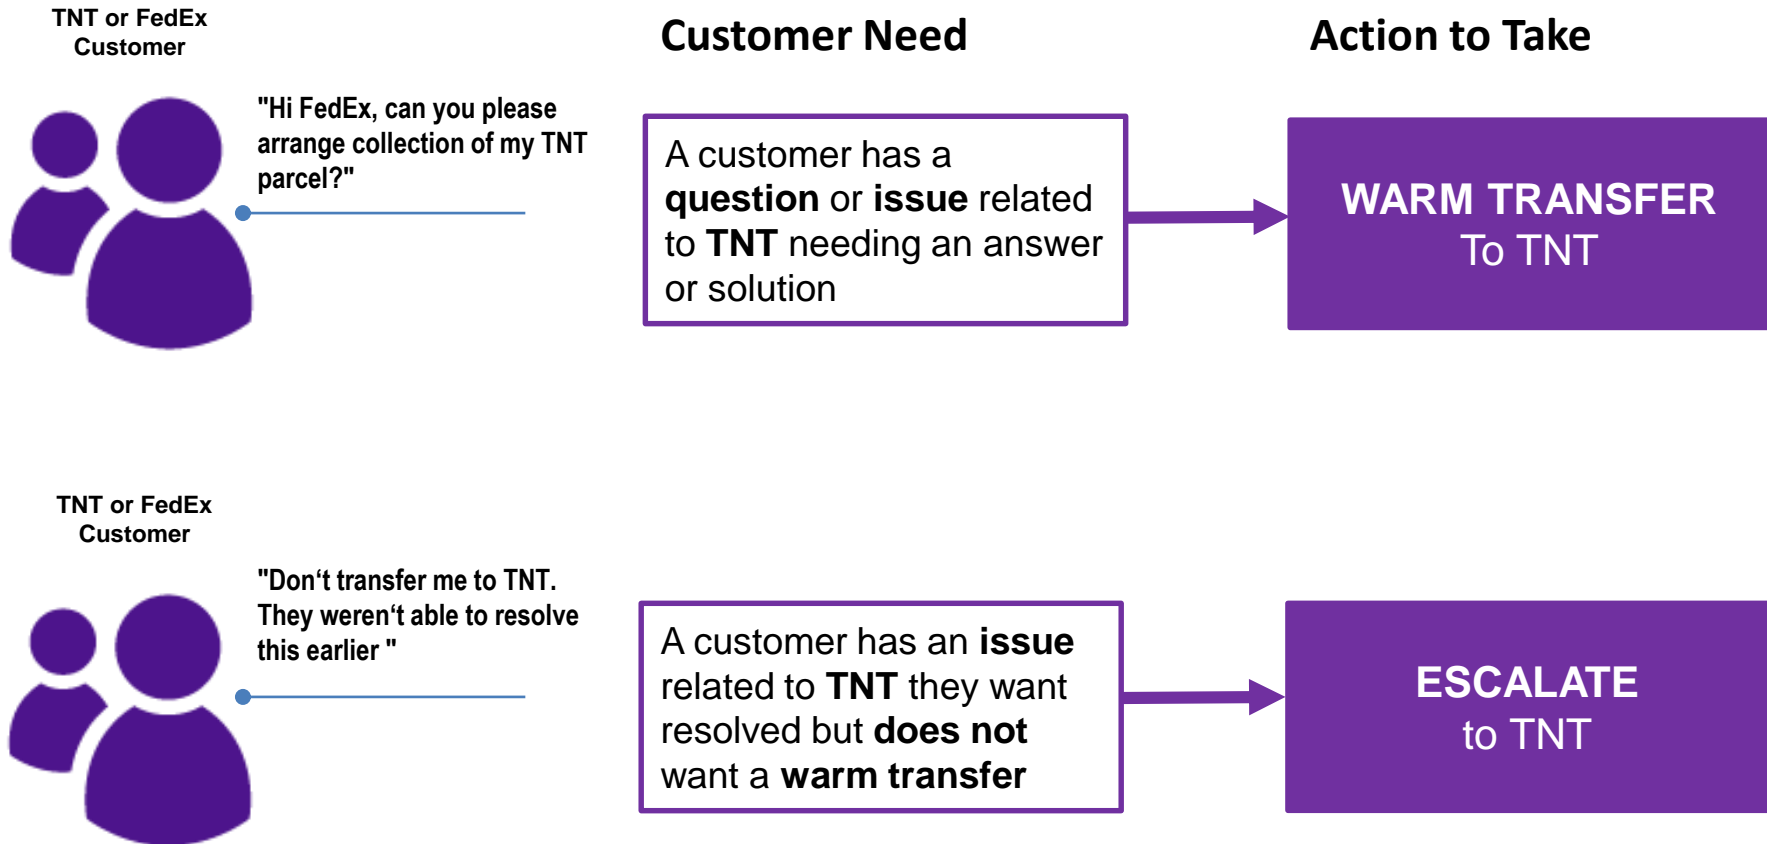 TNT or FedEx
Customer
Customer Need
Action to Take
"Hi FedEx, can you please
arrange collection of my TNT
parcel?"
A customer has a
question or issue related
to TNT needing an answer
or solution
WARM TRANSFER
To TNT
TNT or FedEx
Customer
"Don‘t transfer me to TNT.
They weren‘t able to resolve
this earlier "
A customer has an issue
related to TNT they want
resolved but does not
want a warm transfer
ESCALATE
to TNT